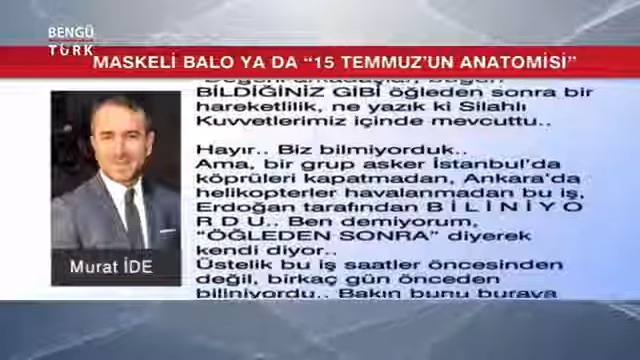 BENGÜ
TÜRK
MASKELİ BALO YA DA “15 TEMMUZ’UN ANATOMİSİ”
BİLDİĞİNİZ GİBİ öğleden sonra bir
hareketlilik, ne yazık ki Silahlı
Kuvvetlerimiz içinde mevcuttu..
Hayır.. Biz bilmiyorduk..
Ama, bir grup asker İstanbul’da
köprüleri kapatmadan, Ankara’da
helikopterler havalanmadan bu iş,
Erdoğan tarafından B İ L İ N İ Y O
R D U.. Ben demiyorum,
“ÖĞLEDEN SONRA” diyerek
kendi diyor..
Üstelik bu iş saatler öncesinden
değil, birkaç gün önceden
biliniyordu.. Bakın bunu buraya
Murat İDE